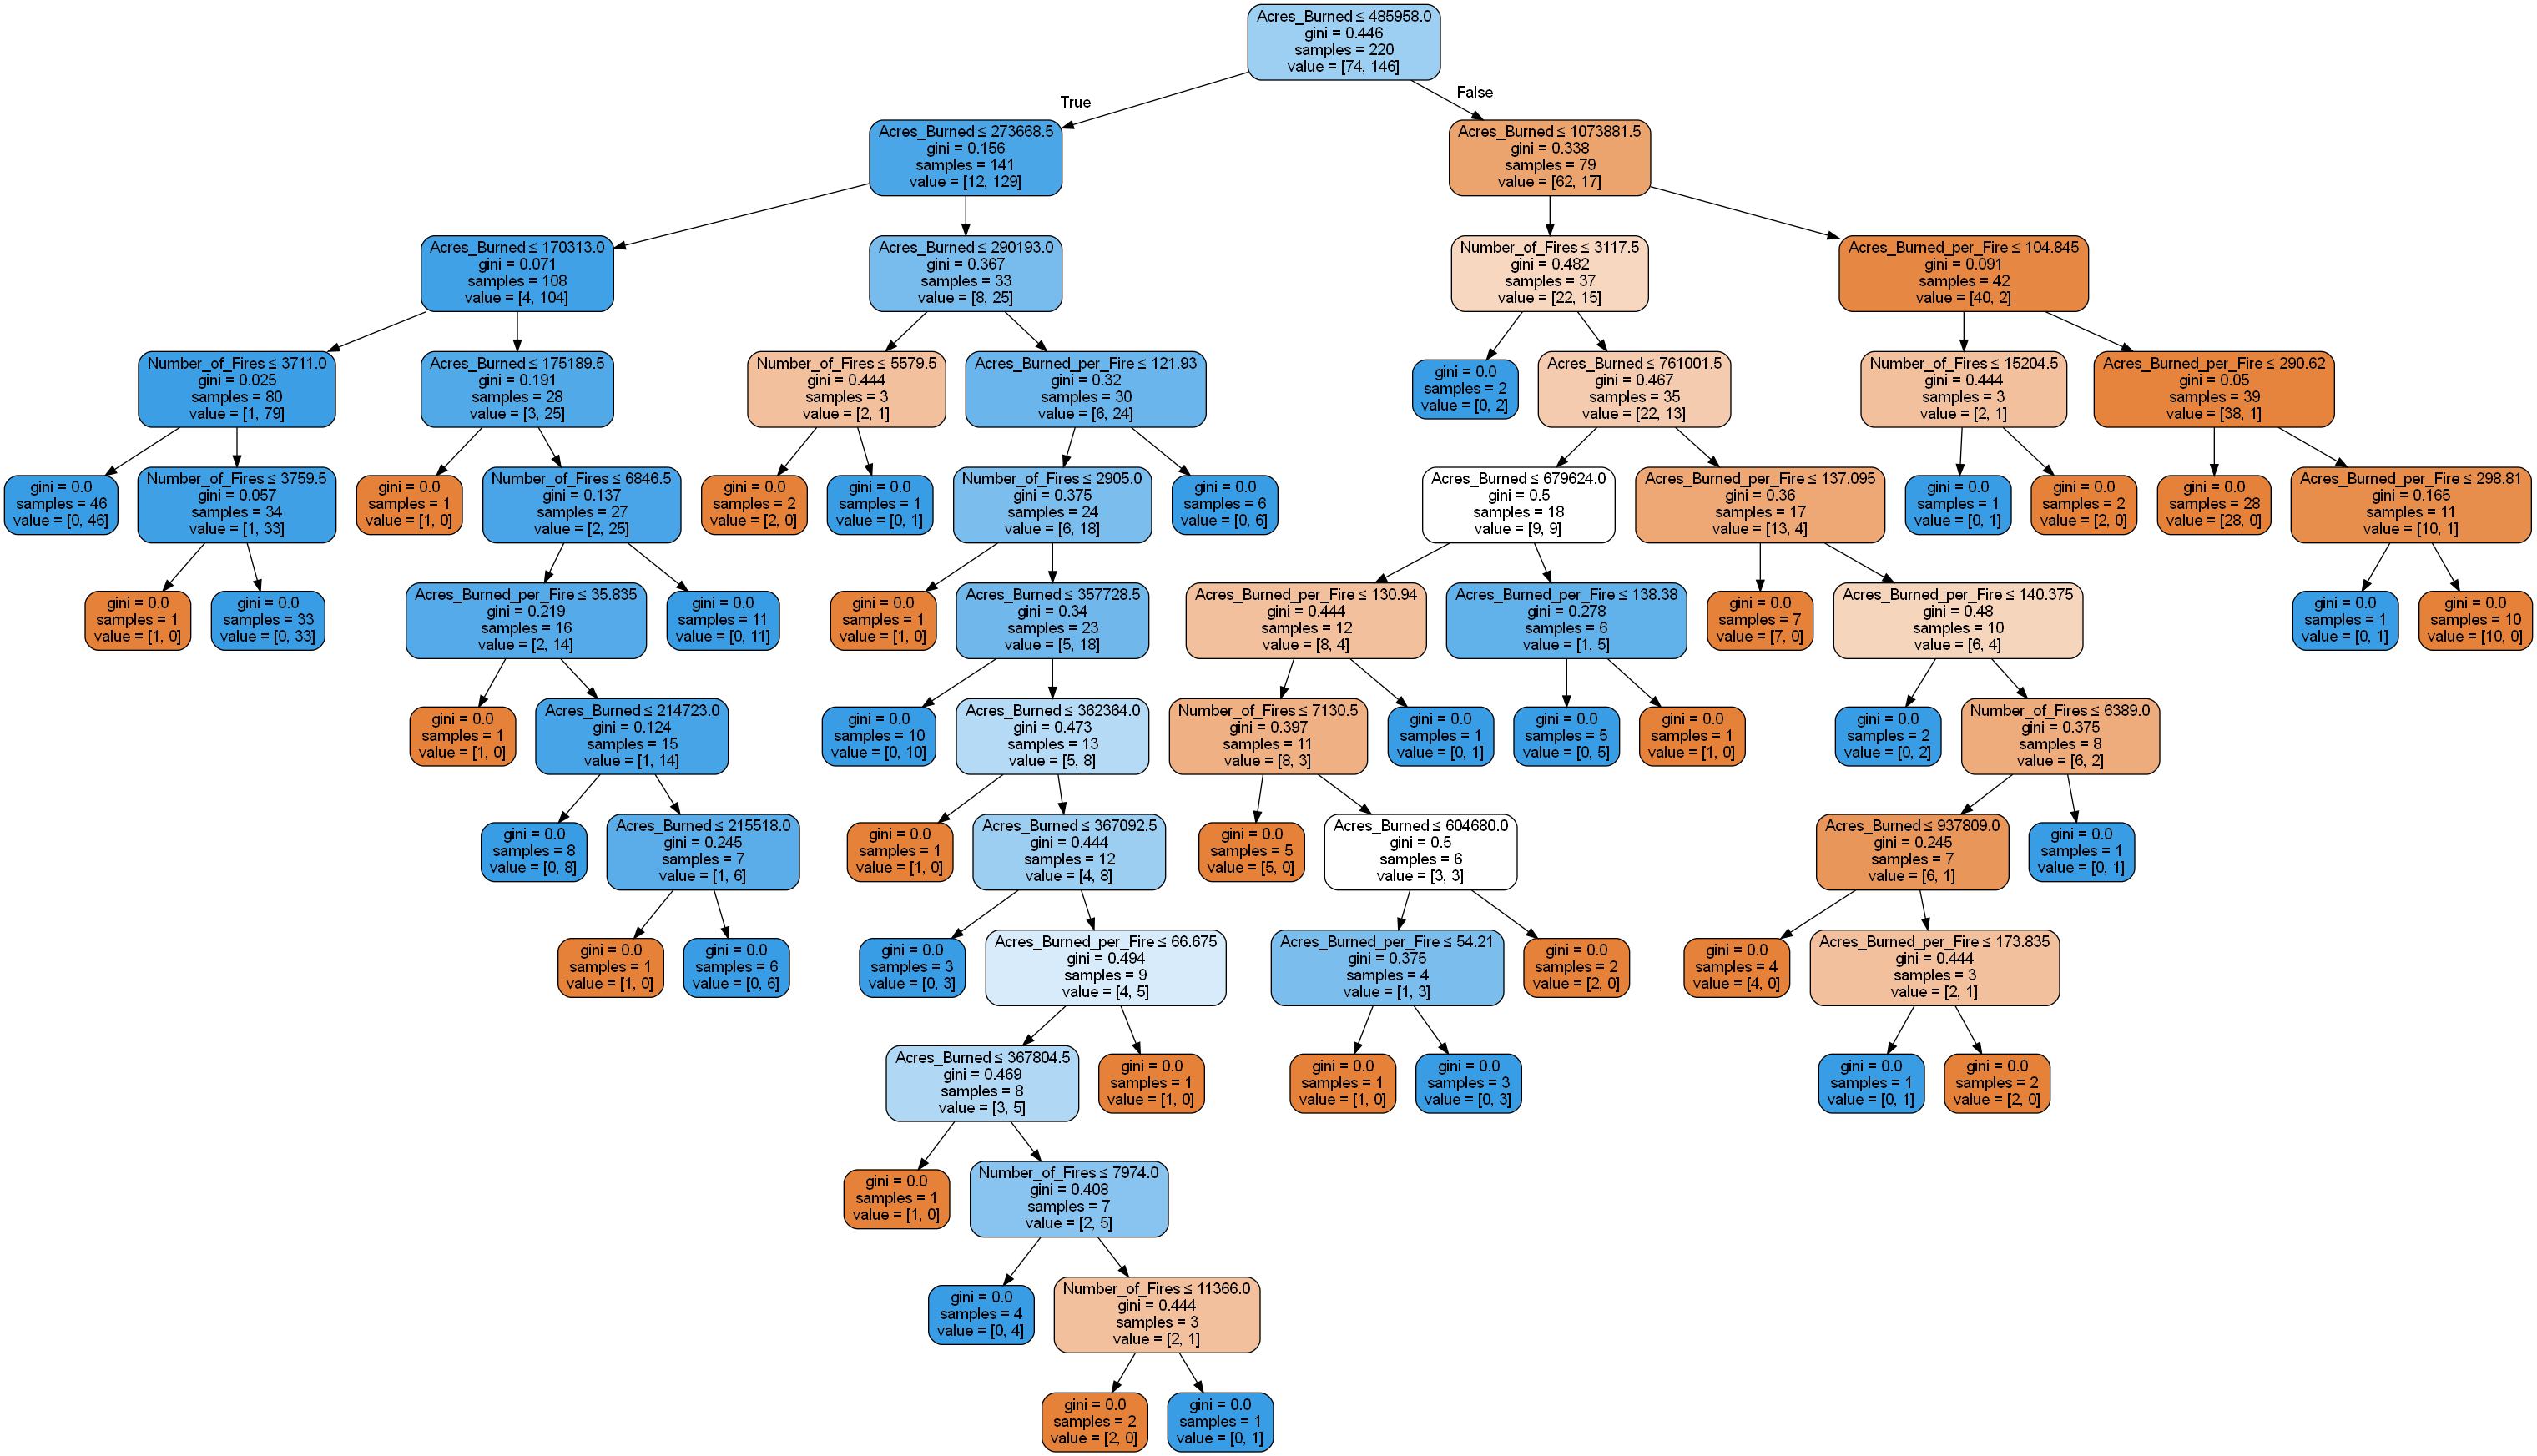 Acres_Burned ≤ 485958.0
gini = 0.446
samples = 220
value = [74, 146]
True
False
Acres_Burned ≤ 273668.5
gini = 0.156
samples = 141
value = [12, 129]
Acres_Burned ≤ 1073881.5
gini = 0.338
samples = 79
value = [62, 17]
Acres_Burned ≤ 170313.0
gini = 0.071
samples = 108
value = [4, 104]
Acres_Burned ≤ 290193.0
gini = 0.367
samples = 33
value = [8, 25]
Number_of_Fires ≤ 3117.5
gini = 0.482
samples = 37
value = [22, 15]
Acres_Burned_per_Fire ≤ 104.845
gini = 0.091
samples = 42
value = [40, 2]
Number_of_Fires ≤ 3711.0
gini = 0.025
samples = 80
value = [1, 79]
Acres_Burned ≤ 175189.5
gini = 0.191
samples = 28
value = [3, 25]
Number_of_Fires ≤ 5579.5
gini = 0.444
samples = 3
value = [2, 1]
Acres_Burned_per_Fire ≤ 121.93
gini = 0.32
samples = 30
value = [6, 24]
gini = 0.0
samples = 2
value = [0, 2]
Acres_Burned ≤ 761001.5
gini = 0.467
samples = 35
value = [22, 13]
Number_of_Fires ≤ 15204.5
gini = 0.444
samples = 3
value = [2, 1]
Acres_Burned_per_Fire ≤ 290.62
gini = 0.05
samples = 39
value = [38, 1]
gini = 0.0
samples = 46
value = [0, 46]
Number_of_Fires ≤ 3759.5
gini = 0.057
samples = 34
value = [1, 33]
gini = 0.0
samples = 1
value = [1, 0]
Number_of_Fires ≤ 6846.5
gini = 0.137
samples = 27
value = [2, 25]
gini = 0.0
samples = 2
value = [2, 0]
gini = 0.0
samples = 1
value = [0, 1]
Number_of_Fires ≤ 2905.0
gini = 0.375
samples = 24
value = [6, 18]
gini = 0.0
samples = 6
value = [0, 6]
Acres_Burned ≤ 679624.0
gini = 0.5
samples = 18
value = [9, 9]
Acres_Burned_per_Fire ≤ 137.095
gini = 0.36
samples = 17
value = [13, 4]
gini = 0.0
samples = 1
value = [0, 1]
gini = 0.0
samples = 2
value = [2, 0]
gini = 0.0
samples = 28
value = [28, 0]
Acres_Burned_per_Fire ≤ 298.81
gini = 0.165
samples = 11
value = [10, 1]
gini = 0.0
samples = 1
value = [1, 0]
gini = 0.0
samples = 33
value = [0, 33]
Acres_Burned_per_Fire ≤ 35.835
gini = 0.219
samples = 16
value = [2, 14]
gini = 0.0
samples = 11
value = [0, 11]
gini = 0.0
samples = 1
value = [1, 0]
Acres_Burned ≤ 357728.5
gini = 0.34
samples = 23
value = [5, 18]
Acres_Burned_per_Fire ≤ 130.94
gini = 0.444
samples = 12
value = [8, 4]
Acres_Burned_per_Fire ≤ 138.38
gini = 0.278
samples = 6
value = [1, 5]
gini = 0.0
samples = 7
value = [7, 0]
Acres_Burned_per_Fire ≤ 140.375
gini = 0.48
samples = 10
value = [6, 4]
gini = 0.0
samples = 1
value = [0, 1]
gini = 0.0
samples = 10
value = [10, 0]
gini = 0.0
samples = 1
value = [1, 0]
Acres_Burned ≤ 214723.0
gini = 0.124
samples = 15
value = [1, 14]
gini = 0.0
samples = 10
value = [0, 10]
Acres_Burned ≤ 362364.0
gini = 0.473
samples = 13
value = [5, 8]
Number_of_Fires ≤ 7130.5
gini = 0.397
samples = 11
value = [8, 3]
gini = 0.0
samples = 1
value = [0, 1]
gini = 0.0
samples = 5
value = [0, 5]
gini = 0.0
samples = 1
value = [1, 0]
gini = 0.0
samples = 2
value = [0, 2]
Number_of_Fires ≤ 6389.0
gini = 0.375
samples = 8
value = [6, 2]
gini = 0.0
samples = 8
value = [0, 8]
Acres_Burned ≤ 215518.0
gini = 0.245
samples = 7
value = [1, 6]
gini = 0.0
samples = 1
value = [1, 0]
Acres_Burned ≤ 367092.5
gini = 0.444
samples = 12
value = [4, 8]
gini = 0.0
samples = 5
value = [5, 0]
Acres_Burned ≤ 604680.0
gini = 0.5
samples = 6
value = [3, 3]
Acres_Burned ≤ 937809.0
gini = 0.245
samples = 7
value = [6, 1]
gini = 0.0
samples = 1
value = [0, 1]
gini = 0.0
samples = 1
value = [1, 0]
gini = 0.0
samples = 6
value = [0, 6]
gini = 0.0
samples = 3
value = [0, 3]
Acres_Burned_per_Fire ≤ 66.675
gini = 0.494
samples = 9
value = [4, 5]
Acres_Burned_per_Fire ≤ 54.21
gini = 0.375
samples = 4
value = [1, 3]
gini = 0.0
samples = 2
value = [2, 0]
gini = 0.0
samples = 4
value = [4, 0]
Acres_Burned_per_Fire ≤ 173.835
gini = 0.444
samples = 3
value = [2, 1]
Acres_Burned ≤ 367804.5
gini = 0.469
samples = 8
value = [3, 5]
gini = 0.0
samples = 1
value = [1, 0]
gini = 0.0
samples = 1
value = [1, 0]
gini = 0.0
samples = 3
value = [0, 3]
gini = 0.0
samples = 1
value = [0, 1]
gini = 0.0
samples = 2
value = [2, 0]
gini = 0.0
samples = 1
value = [1, 0]
Number_of_Fires ≤ 7974.0
gini = 0.408
samples = 7
value = [2, 5]
gini = 0.0
samples = 4
value = [0, 4]
Number_of_Fires ≤ 11366.0
gini = 0.444
samples = 3
value = [2, 1]
gini = 0.0
samples = 2
value = [2, 0]
gini = 0.0
samples = 1
value = [0, 1]